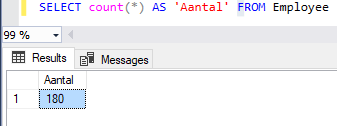 SELECT count(*) AS 'Aantal' FROM Employee
99 %
Results Messages
Aantal
1 180